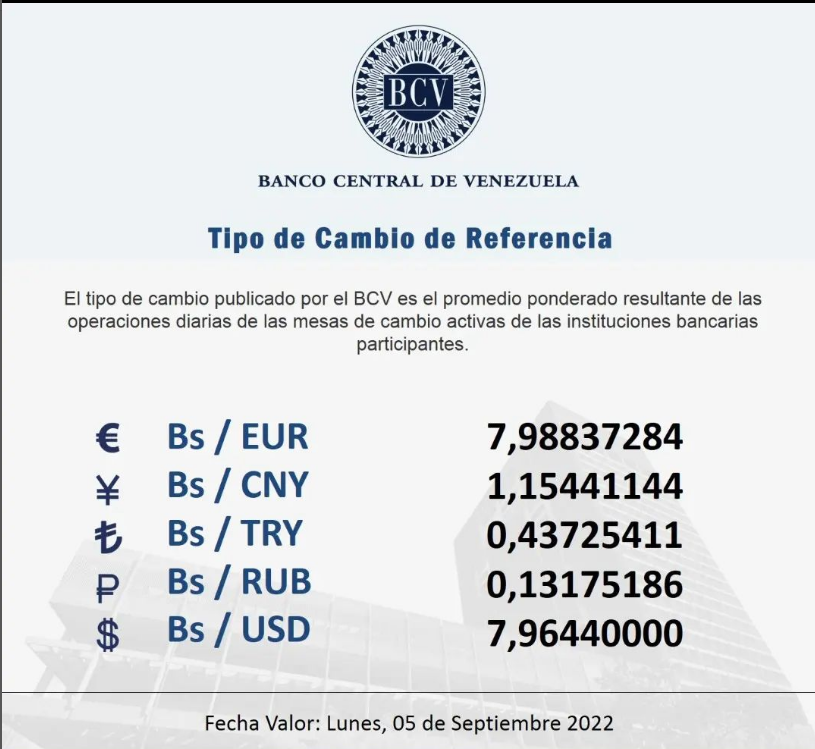 BCV
BANCO CENTRAL DE VENEZUELA
Tipo de Cambio de Referencia
El tipo de cambio publicado por el BCV es el promedio ponderado resultante de las
operaciones diarias de las mesas de cambio activas de las instituciones bancarias
participantes.
€ Bs / EUR 7,98837284
¥ Bs / CNY 1,15441144
₺ Bs / TRY 0,43725411
₽ Bs / RUB 0,13175186
$ Bs / USD 7,96440000
Fecha Valor: Lunes, 05 de Septiembre 2022